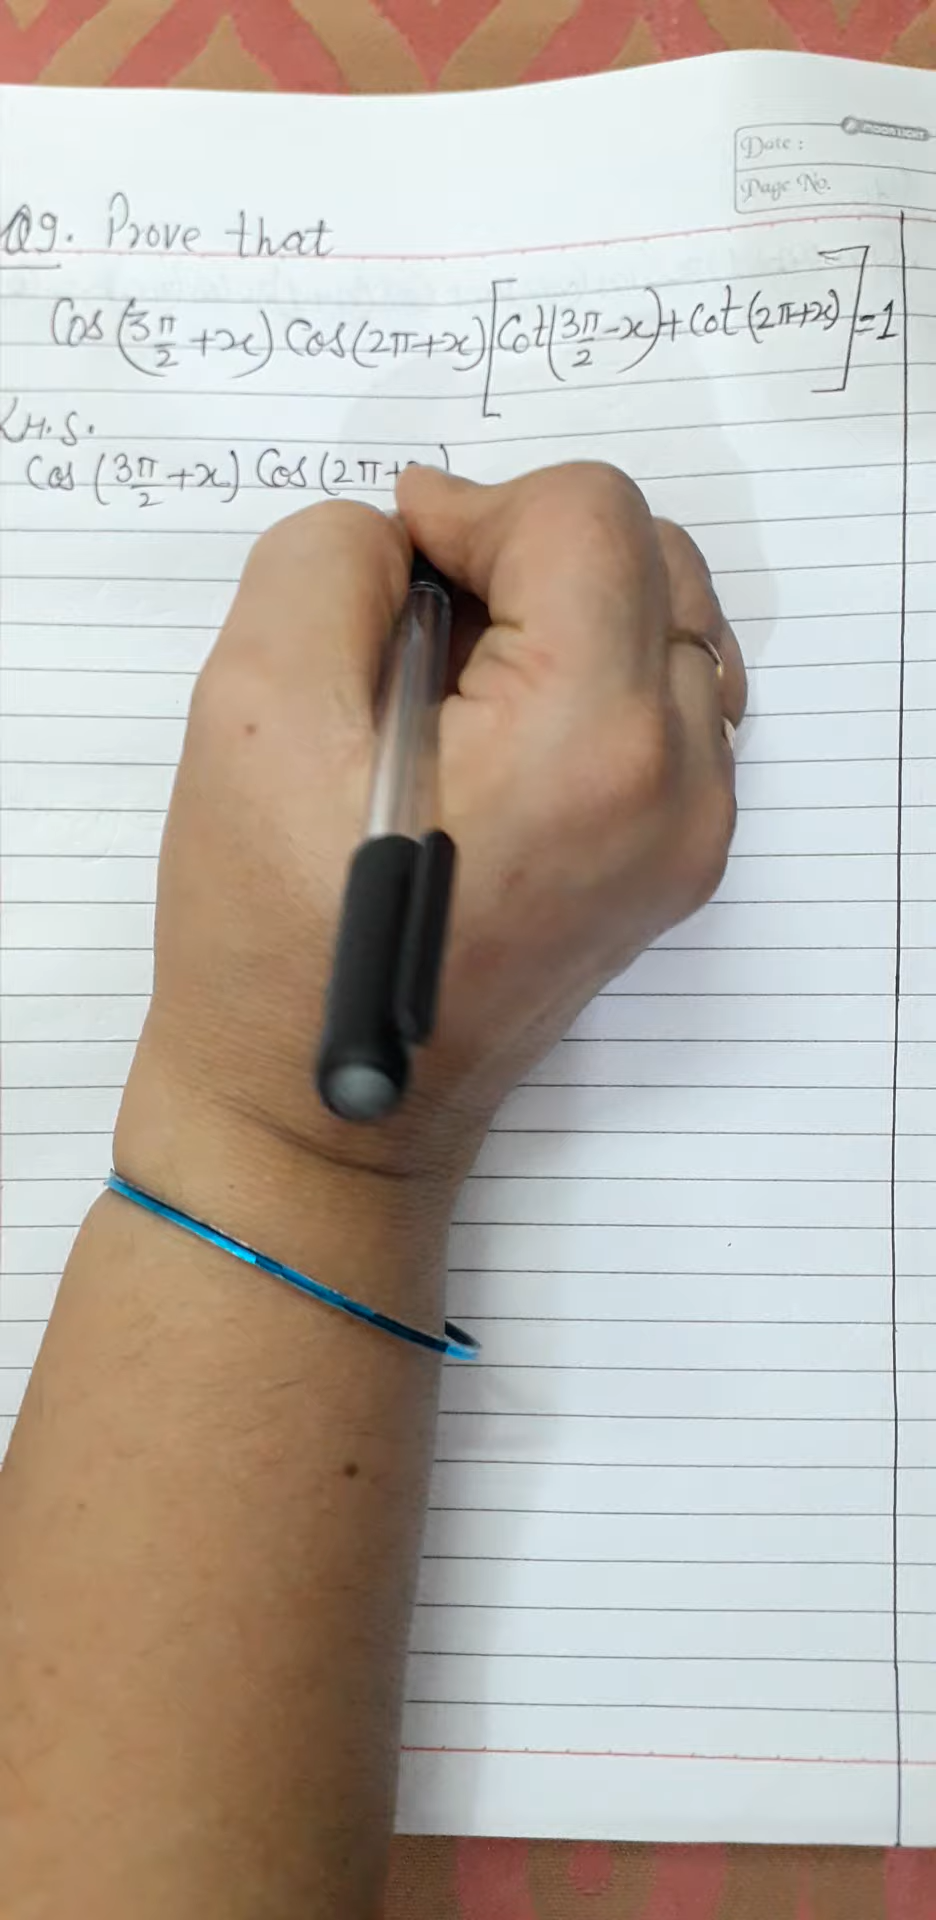 MOONLIGHT
Date :
Page No.
Q9. Prove that
Cos (3π/2 +x) Cos(2π+x) [Cot(3π/2 -x)+Cot (2π+x)]=1
L.H.S.
Cos (3π/2 +x) Cos (2π+